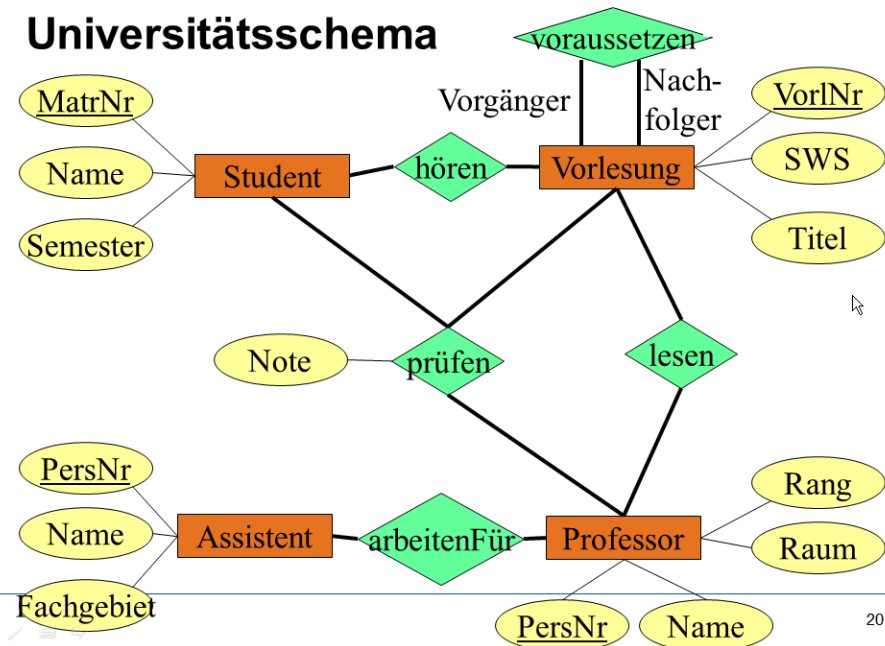 Universitätsschema
voraussetzen
MatrNr
Vorgänger
Nach-
folger
VorlNr
Name
Student
hören
Vorlesung
SWS
Semester
Titel
Note
prüfen
lesen
PersNr
Rang
Name
Assistent
arbeitenFür
Professor
Raum
Fachgebiet
PersNr
Name
20